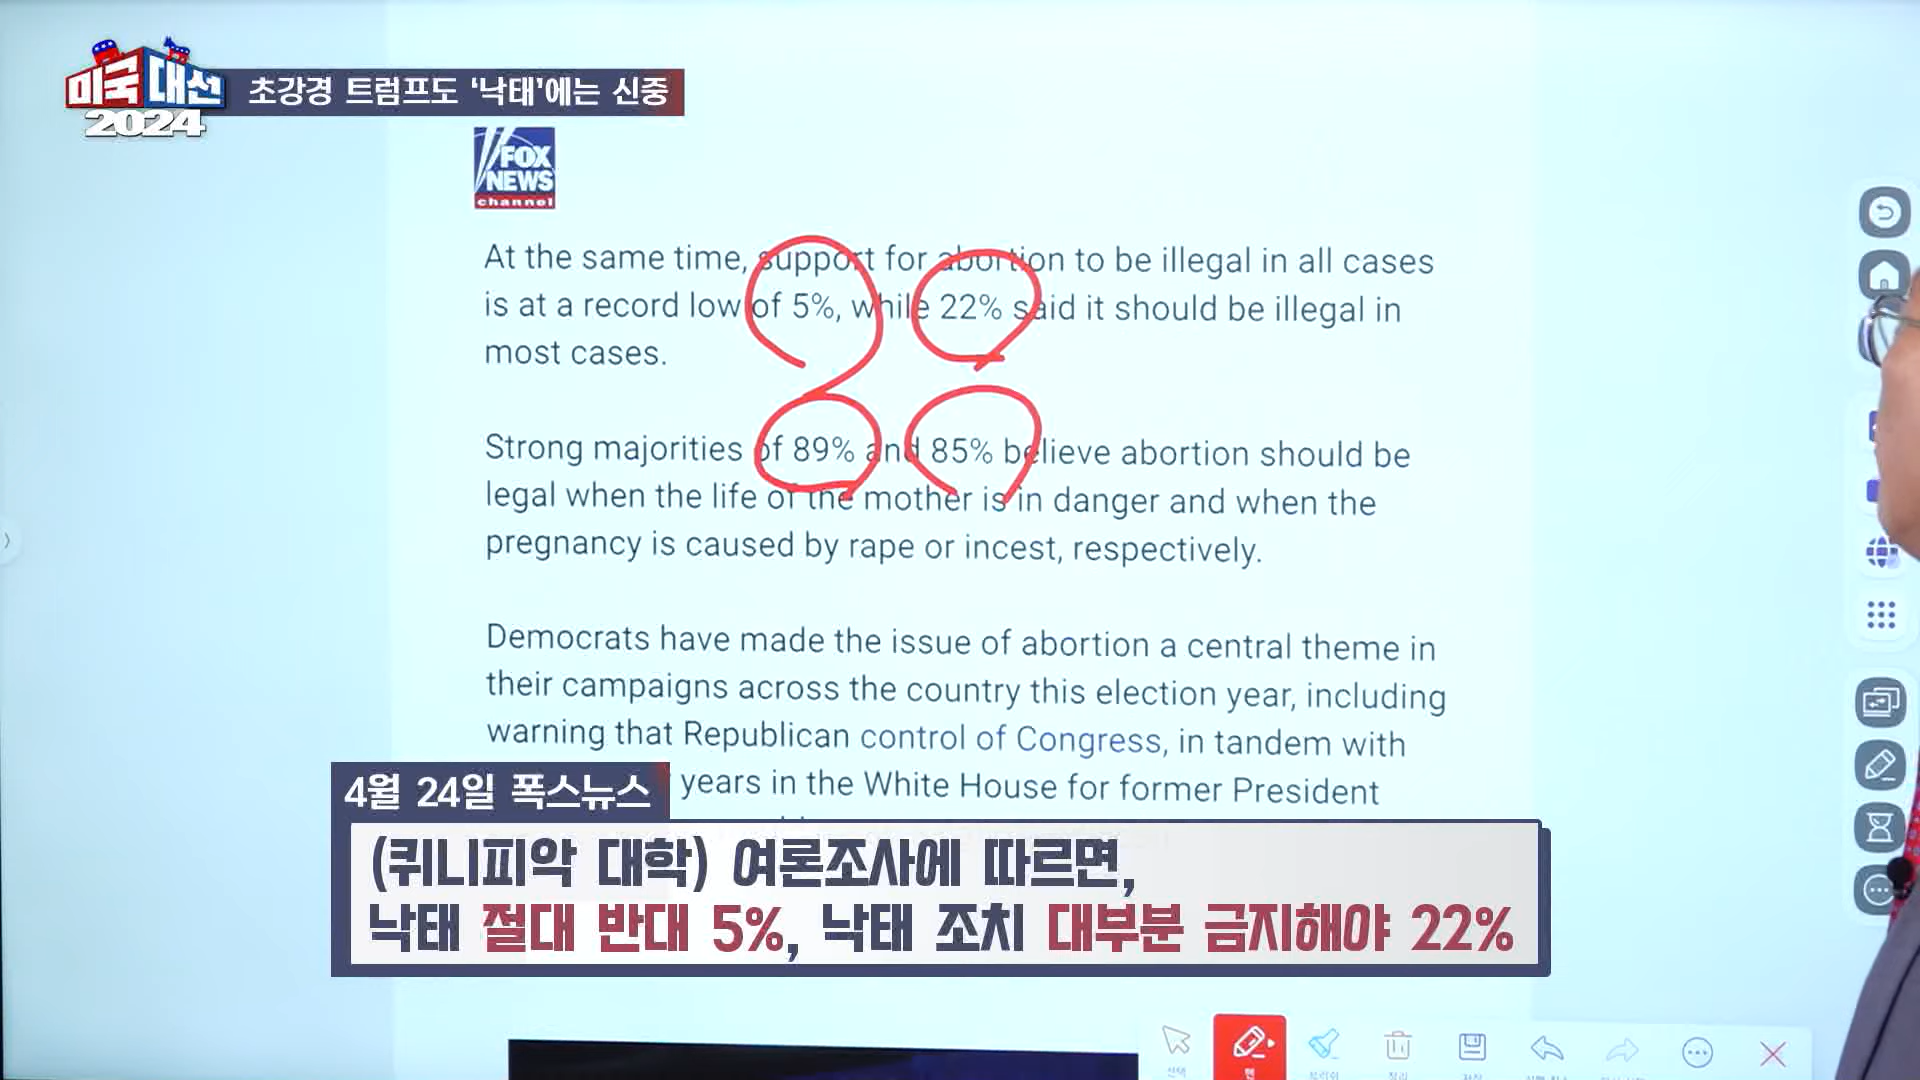 미국 대선
2024
초강경 트럼프도 '낙태'에는 신중
FOX
NEWS
channel
At the same time, support for abortion to be illegal in all cases
is at a record low of 5%, while 22% said it should be illegal in
most cases.
Strong majorities of 89% and 85% believe abortion should be
legal when the life of the mother is in danger and when the
pregnancy is caused by rape or incest, respectively.
Democrats have made the issue of abortion a central theme in
their campaigns across the country this election year, including
warning that Republican control of Congress, in tandem with
years in the White House for former President
4월 24일 폭스뉴스
(퀴니피악 대학) 여론조사에 따르면,
낙태 절대 반대 5%, 낙태 조치 대부분 금지해야 22%
선택
펜